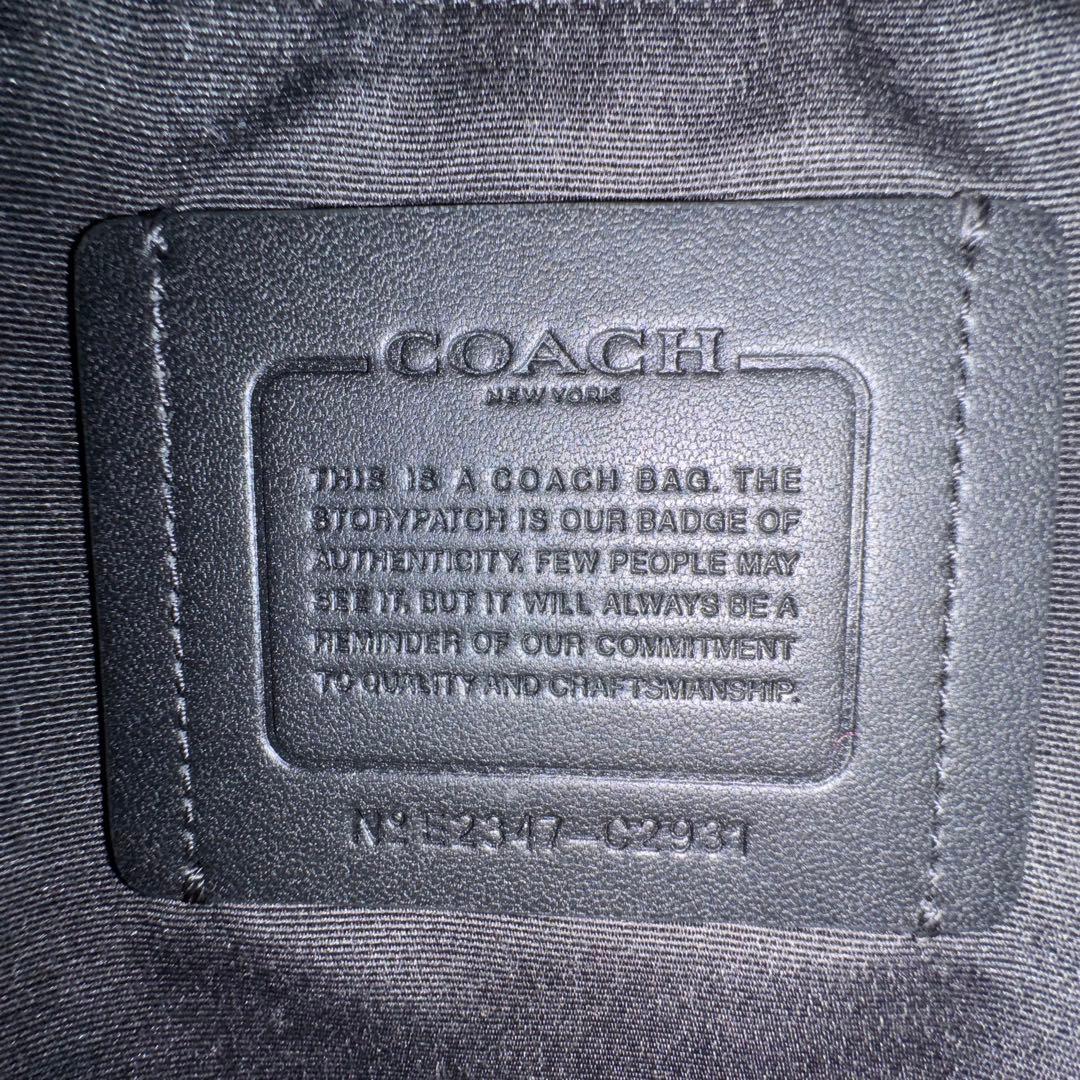 COACH
NEW YORK
THIS IS A COACH BAG. THE
STORYPATCH IS OUR BADGE OF
AUTHENTICITY. FEW PEOPLE MAY
SEE IT, BUT IT WILL ALWAYS BE A
REMINDER OF OUR COMMITMENT
TO QUALITY AND CRAFTSMANSHIP.
Nº E2347-C2931